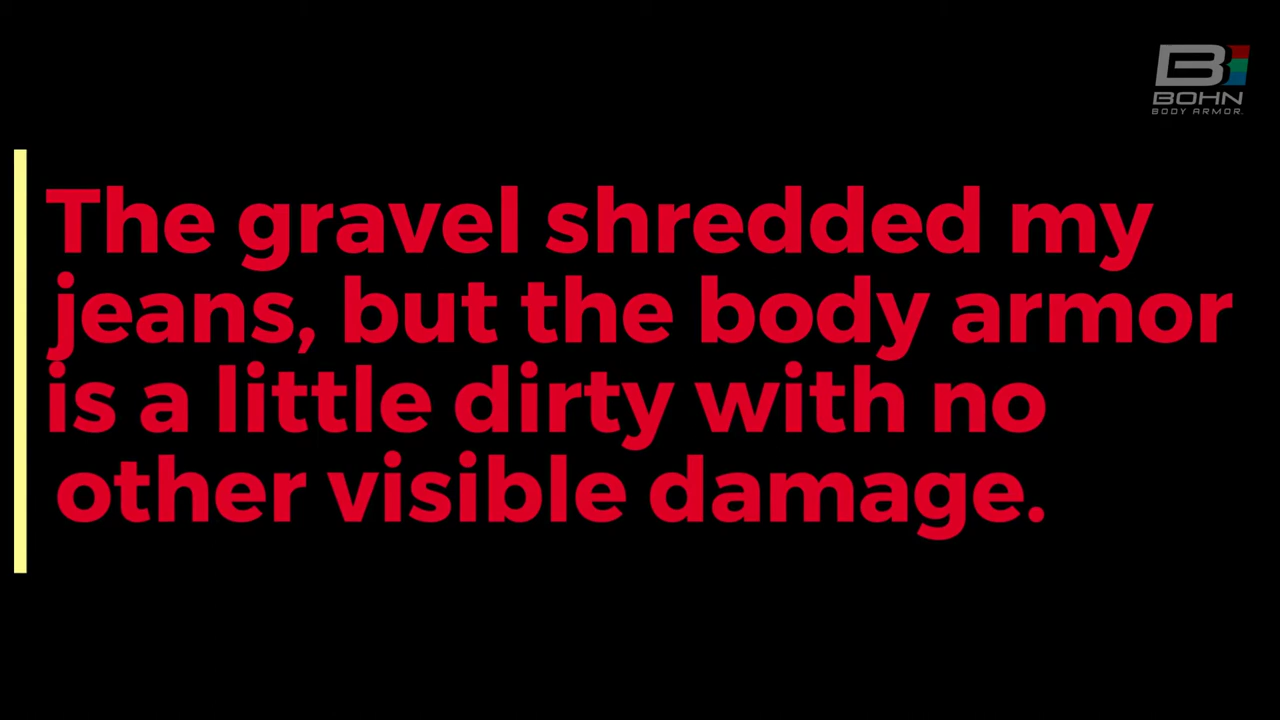 BOHN
BODY ARMOR.
The gravel shredded my
jeans, but the body armor
is a little dirty with no
other visible damage.